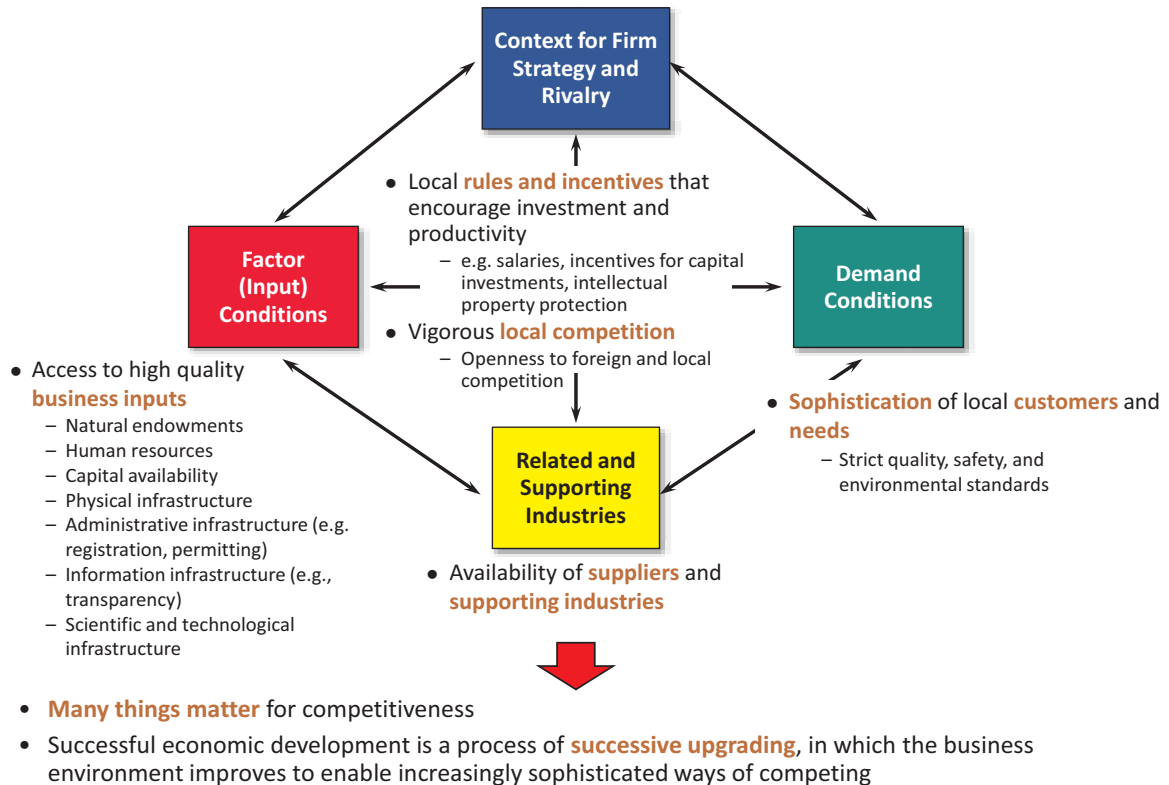 Context for Firm
Strategy and
Rivalry
● Local rules and incentives that
encourage investment and
productivity
– e.g. salaries, incentives for capital
investments, intellectual
property protection
● Vigorous local competition
– Openness to foreign and local
competition
Factor
(Input)
Conditions
Demand
Conditions
● Access to high quality
business inputs
– Natural endowments
– Human resources
– Capital availability
– Physical infrastructure
– Administrative infrastructure (e.g.
registration, permitting)
– Information infrastructure (e.g.,
transparency)
– Scientific and technological
infrastructure
● Sophistication of local customers and
needs
– Strict quality, safety, and
environmental standards
Related and
Supporting
Industries
● Availability of suppliers and
supporting industries
• Many things matter for competitiveness
• Successful economic development is a process of successive upgrading, in which the business
environment improves to enable increasingly sophisticated ways of competing